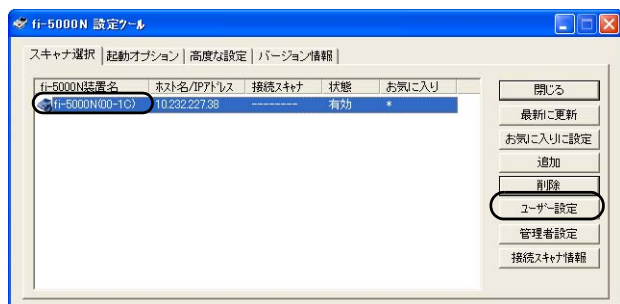 fi-5000N 設定ツール
スキャナ選択 起動オプション 高度な設定 バージョン情報
fi-5000N装置名 ホスト名/IPアドレス 接続スキャナ 状態 お気に入り
fi-5000N(00-1C) 10.232.227.38 -------- 有効 *
閉じる
最新に更新
お気に入りに設定
追加
削除
ユーザー設定
管理者設定
接続スキャナ情報